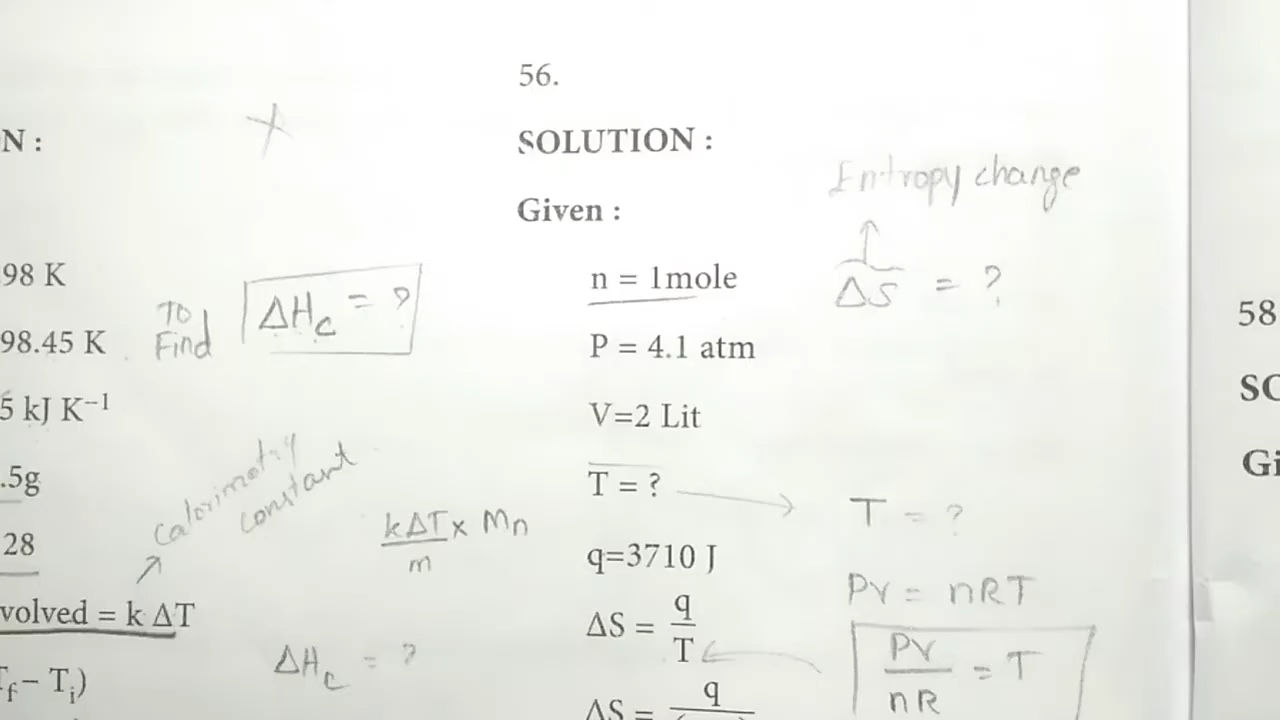 N :
98 K
To
Find
ΔHc = ?
98.45 K
5 kJ K⁻¹
.5g
calorimetry
constant
28
kΔT x Mn
m
volved = k ΔT
ΔHc = ?
f − Ti)
56.
SOLUTION :
Given :
Entropy change
ΔS = ?
n = 1mole
P = 4.1 atm
V=2 Lit
T = ?
T = ?
q=3710 J
PV = nRT
ΔS = q
T
PV = T
nR
ΔS = q
58
SO
Gi